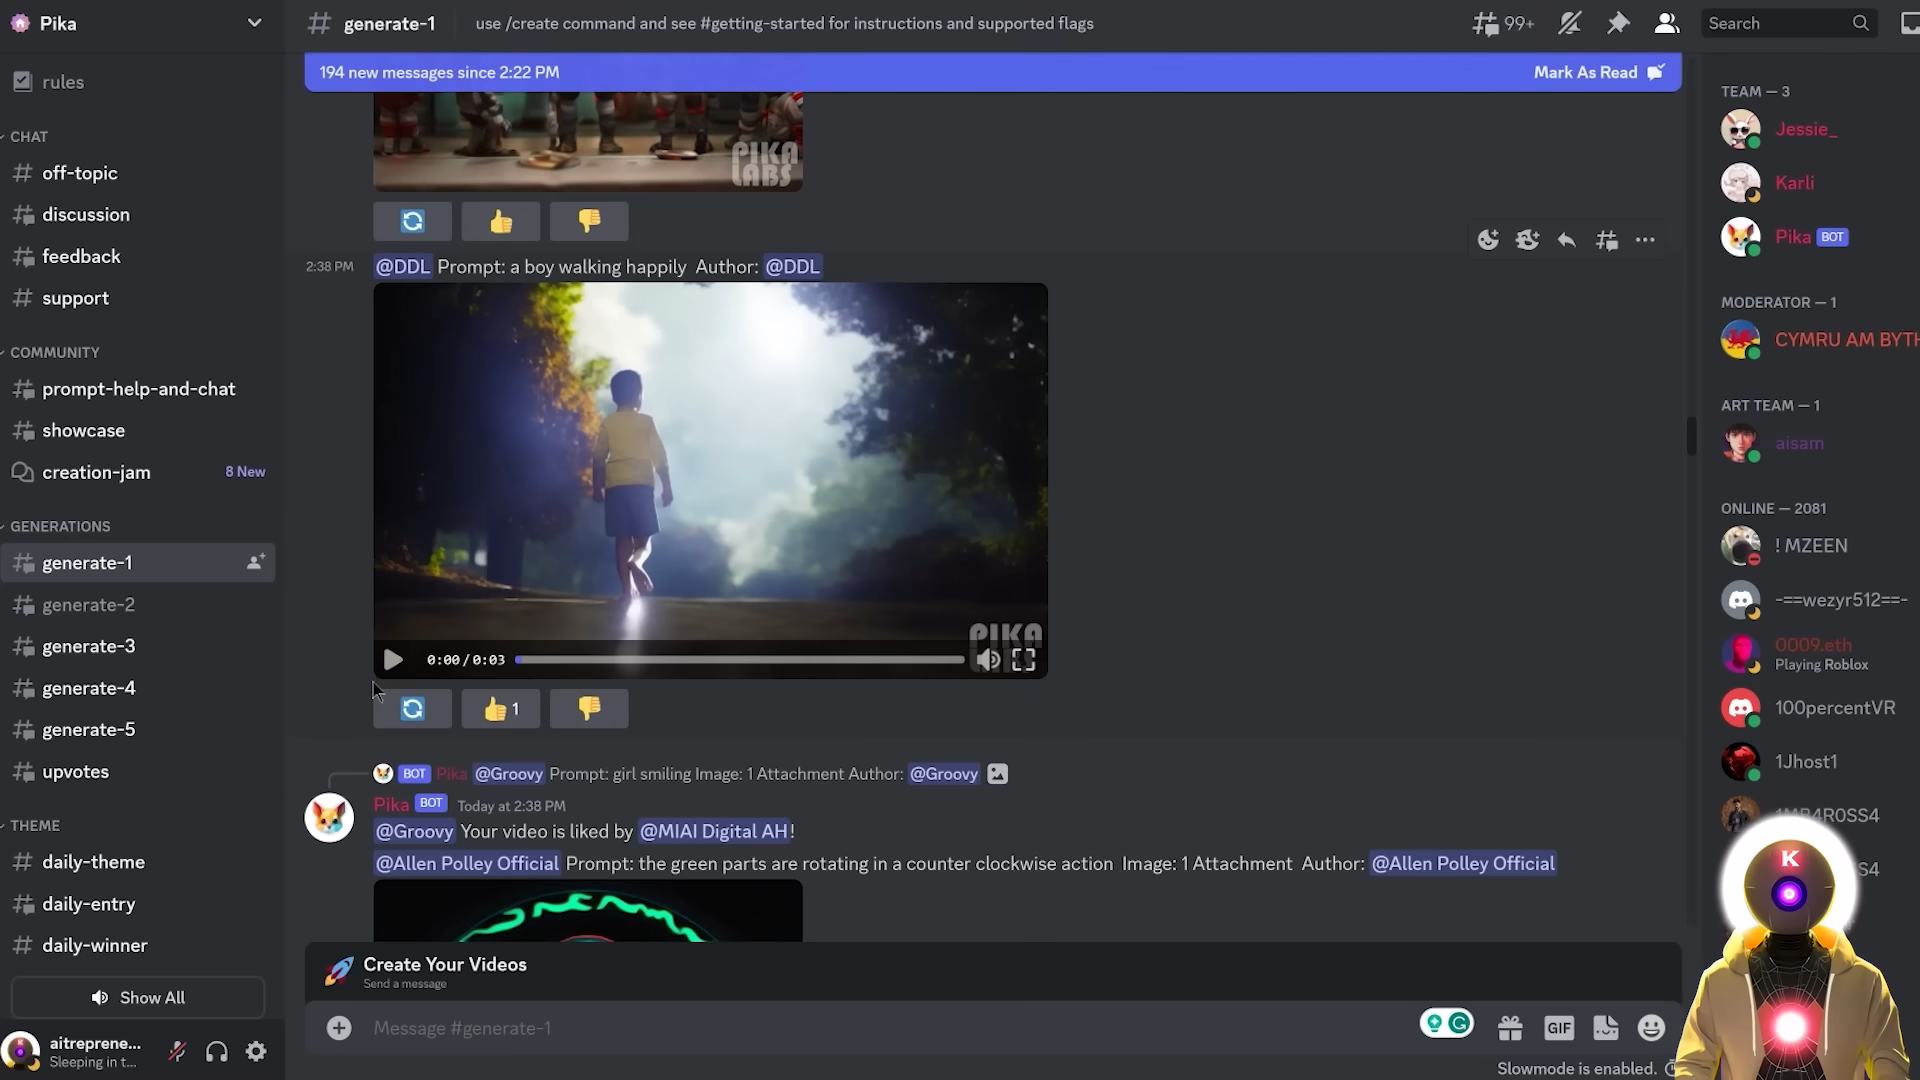 Pika
rules
CHAT
off-topic
discussion
feedback
support
COMMUNITY
prompt-help-and-chat
showcase
creation-jam 8 New
GENERATIONS
generate-1
generate-2
generate-3
generate-4
generate-5
upvotes
THEME
daily-theme
daily-entry
daily-winner
Show All
aitreprene...
Sleeping in t...
# generate-1 use /create command and see #getting-started for instructions and supported flags
99+
Search
194 new messages since 2:22 PM Mark As Read
PIKA
LABS
2:38 PM @DDL Prompt: a boy walking happily Author: @DDL
PIKA
0:00/0:03
1
BOT Pika @Groovy Prompt: girl smiling Image: 1 Attachment Author: @Groovy
Pika BOT Today at 2:38 PM
@Groovy Your video is liked by @MIAI Digital AH!
@Allen Polley Official Prompt: the green parts are rotating in a counter clockwise action Image: 1 Attachment Author: @Allen Polley Official
Create Your Videos
Send a message
Message #generate-1
GIF
Slowmode is enabled.
TEAM — 3
Jessie_
Karli
Pika BOT
MODERATOR — 1
CYMRU AM BYTH
ART TEAM — 1
aisam
ONLINE — 2081
! MZEEN
-==wezyr512==-
0009.eth
Playing Roblox
100percentVR
1Jhost1
K